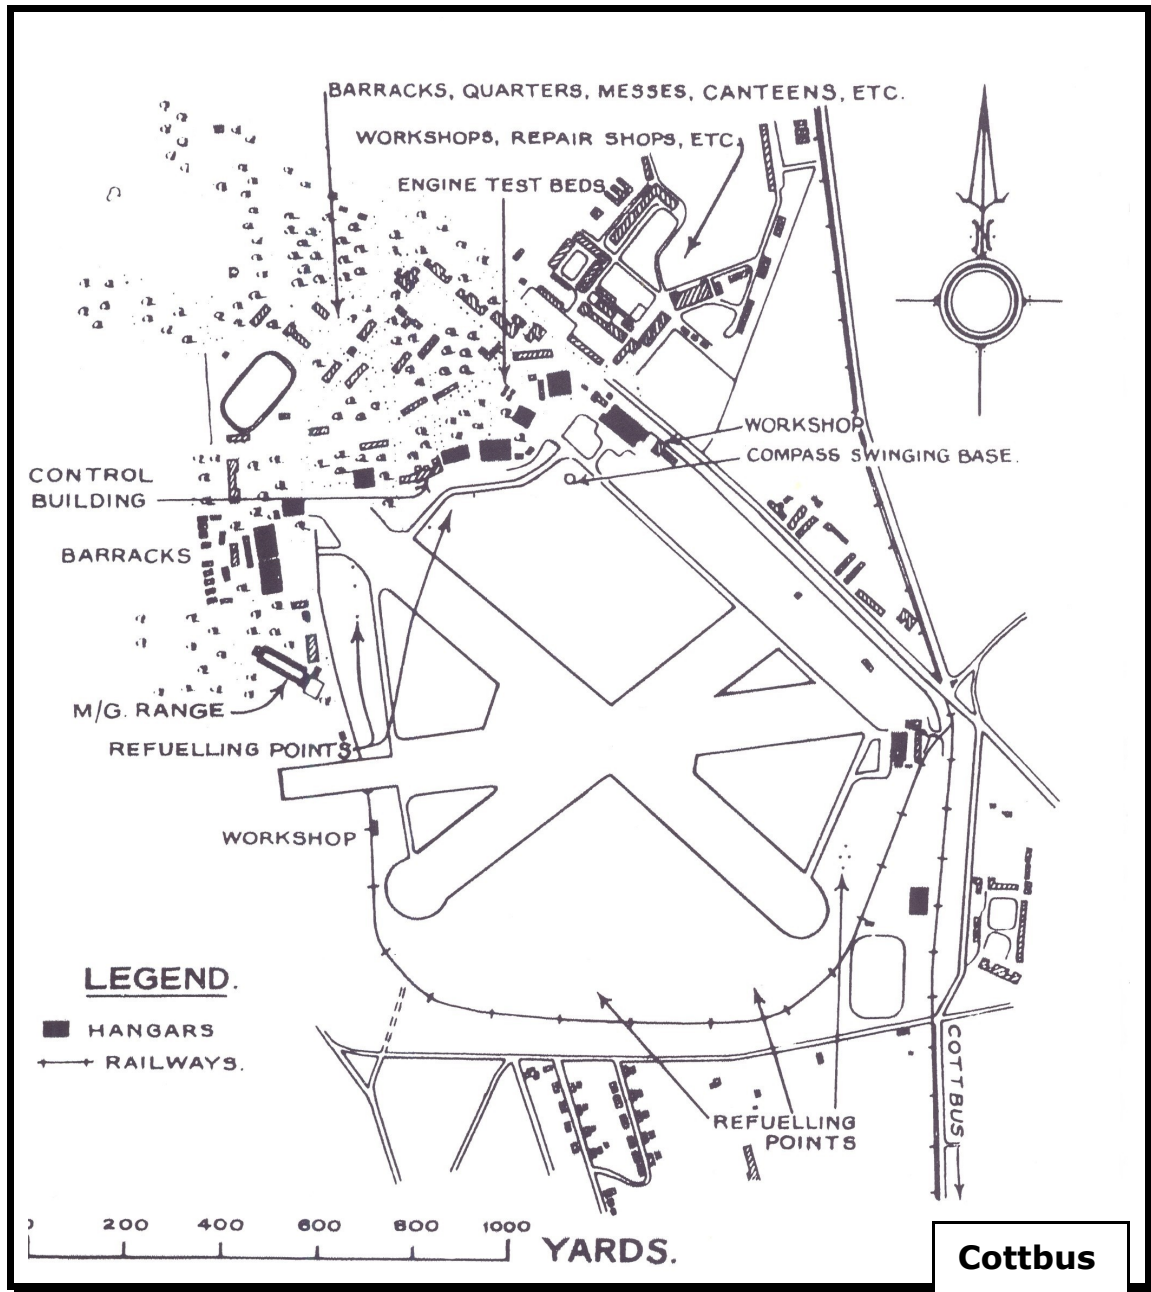 BARRACKS, QUARTERS, MESSES, CANTEENS, ETC.
WORKSHOPS, REPAIR SHOPS, ETC.
ENGINE TEST BEDS
WORKSHOP
COMPASS SWINGING BASE.
CONTROL
BUILDING
BARRACKS
M/G. RANGE
REFUELLING POINTS
WORKSHOP
LEGEND.
HANGARS
RAILWAYS.
COTTBUS
REFUELLING
POINTS
0 200 400 600 800 1000
YARDS.
Cottbus